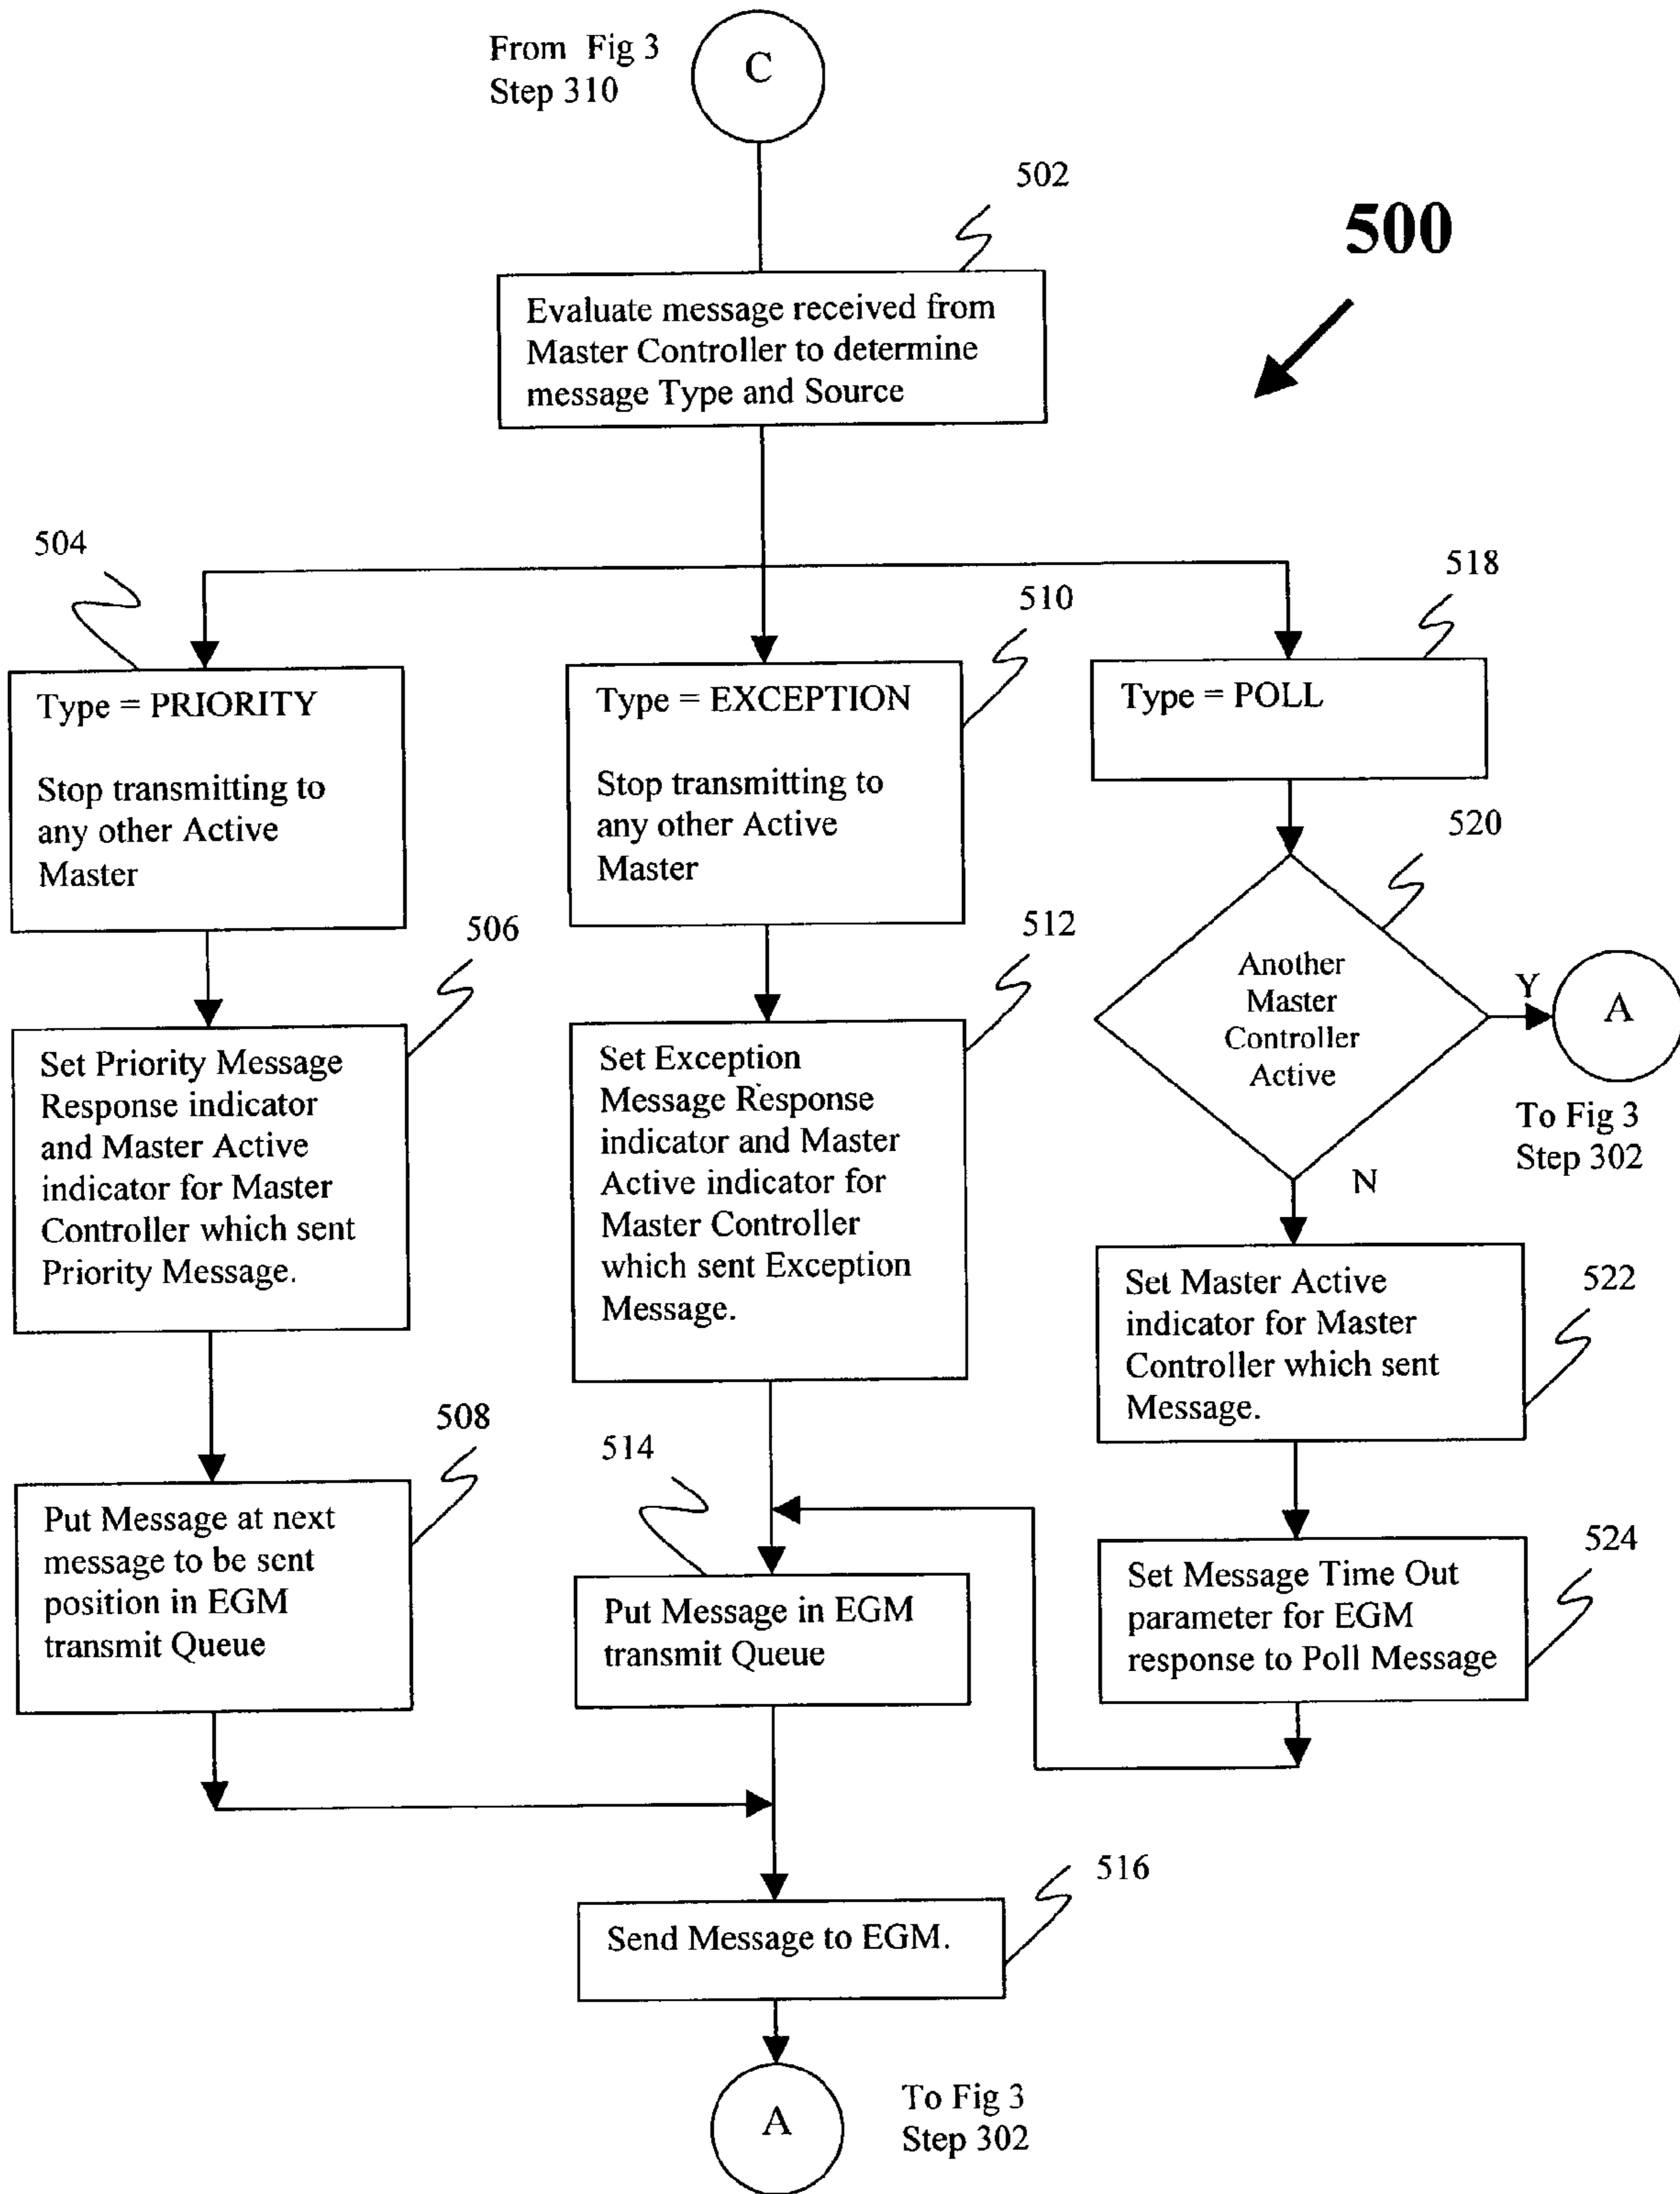 From Fig 3
Step 310
C
502
500
Evaluate message received from
Master Controller to determine
message Type and Source
504
518
510
Type = PRIORITY
Stop transmitting to
any other Active
Master
Type = EXCEPTION
Stop transmitting to
any other Active
Master
Type = POLL
520
506
512
Another
Master
Controller
Active
Y
A
To Fig 3
Step 302
N
Set Priority Message
Response indicator
and Master Active
indicator for Master
Controller which sent
Priority Message.
Set Exception
Message Response
indicator and Master
Active indicator for
Master Controller
which sent Exception
Message.
Set Master Active
indicator for Master
Controller which sent
Message.
522
508
514
Put Message at next
message to be sent
position in EGM
transmit Queue
Put Message in EGM
transmit Queue
524
Set Message Time Out
parameter for EGM
response to Poll Message
516
Send Message to EGM.
A
To Fig 3
Step 302